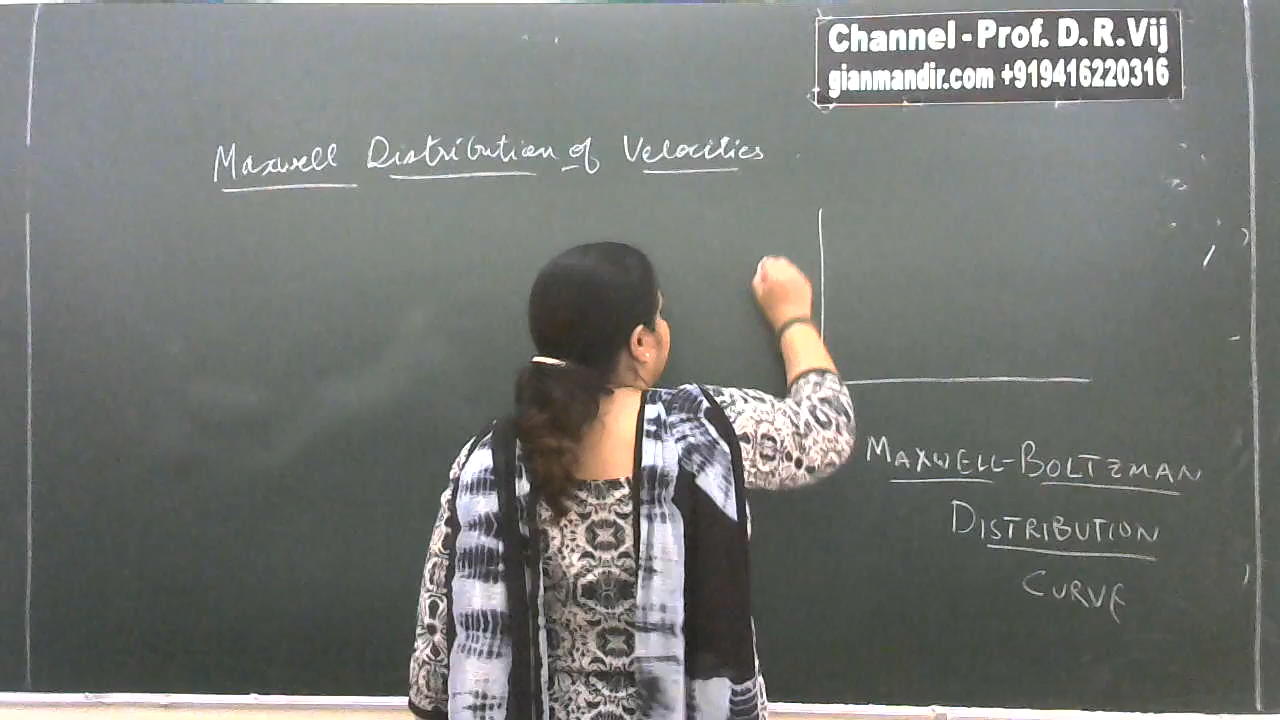 Channel - Prof. D. R. Vij
gianmandir.com +919416220316
Maxwell Distribution of Velocities
MAXWELL-BOLTZMAN
DISTRIBUTION
CURVE